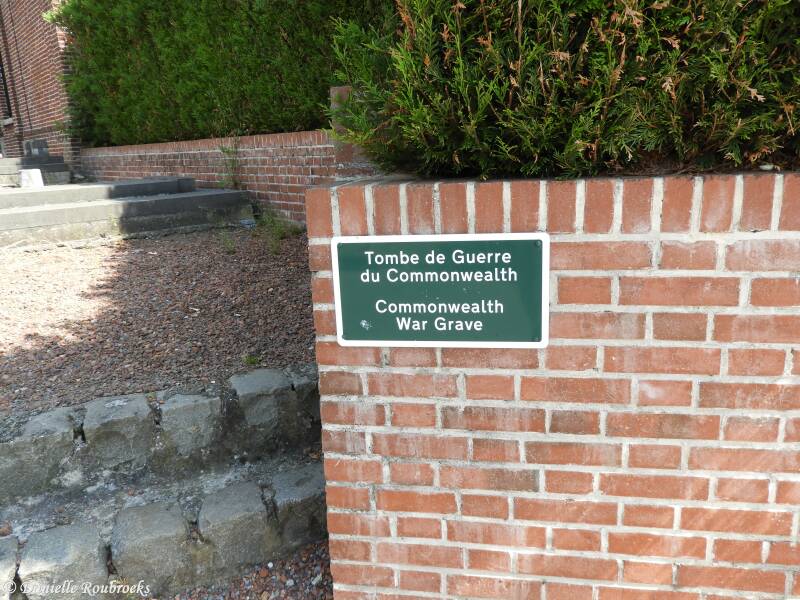 Tombe de Guerre
du Commonwealth
Commonwealth
War Grave
© Danielle Roubroeks